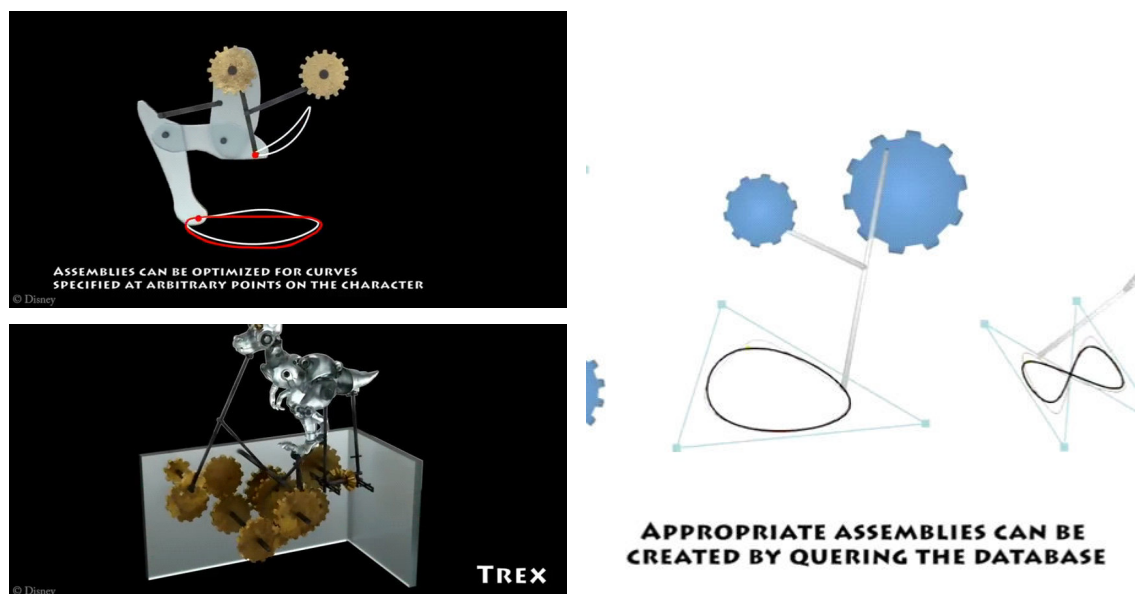 ASSEMBLIES CAN BE OPTIMIZED FOR CURVES
SPECIFIED AT ARBITRARY POINTS ON THE CHARACTER
© Disney
TREX
© Disney
APPROPRIATE ASSEMBLIES CAN BE
CREATED BY QUERING THE DATABASE